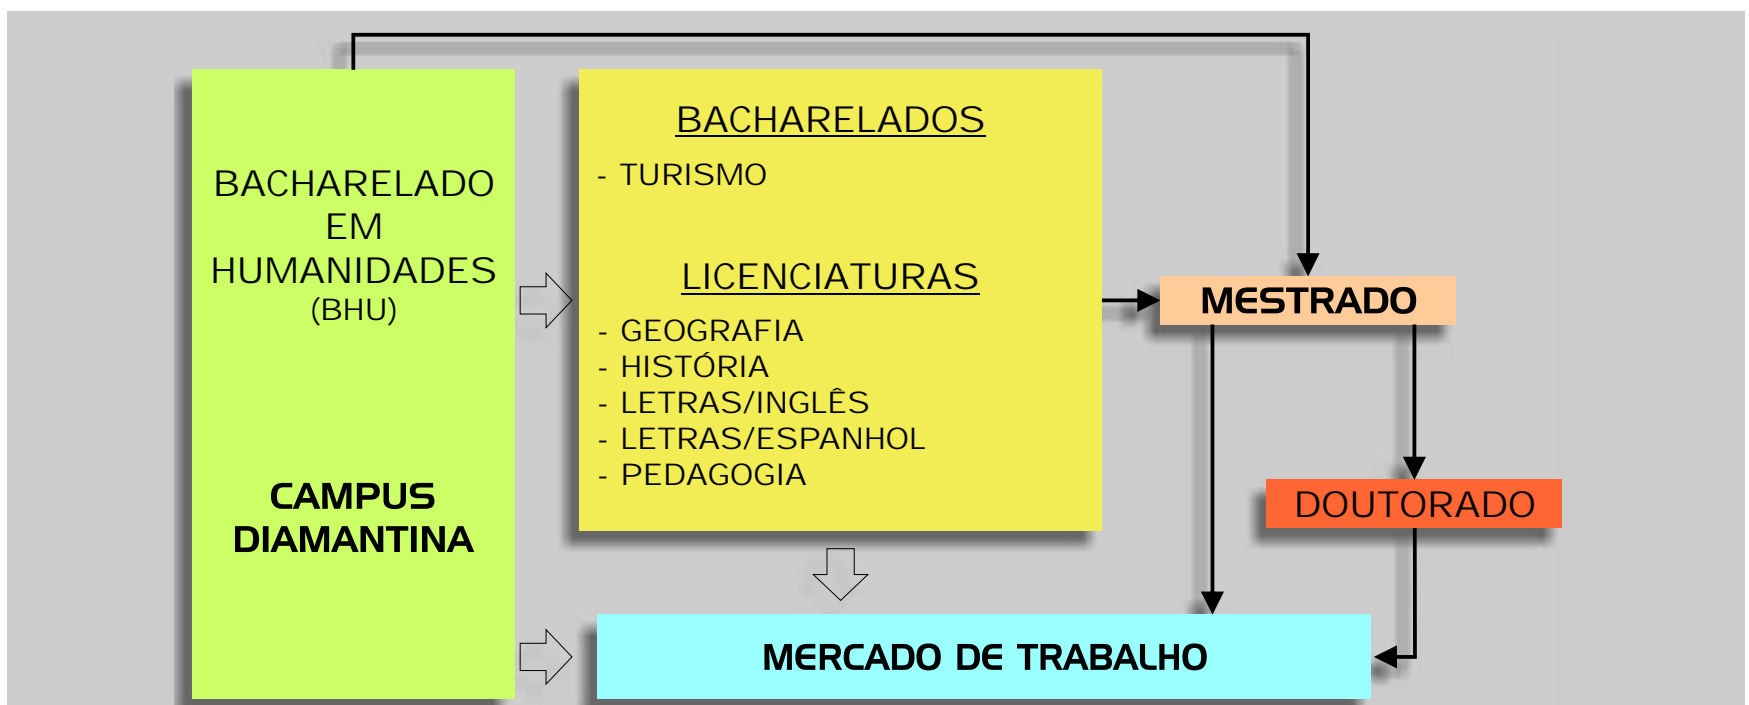 BACHARELADO
EM
HUMANIDADES
(BHU)
CAMPUS
DIAMANTINA
BACHARELADOS
- TURISMO
LICENCIATURAS
- GEOGRAFIA
- HISTÓRIA
- LETRAS/INGLÊS
- LETRAS/ESPANHOL
- PEDAGOGIA
MESTRADO
DOUTORADO
MERCADO DE TRABALHO